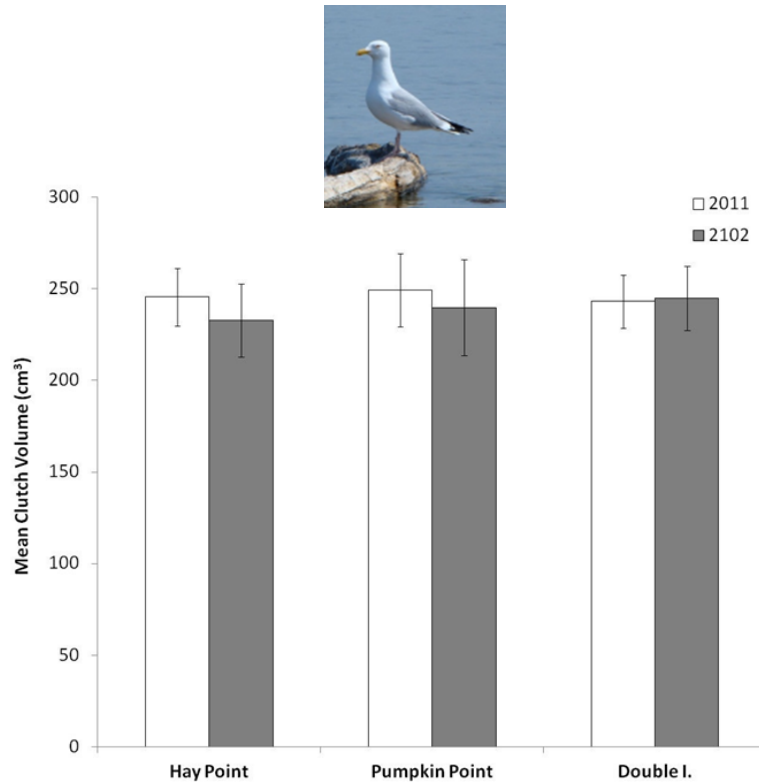 300
2011
2102
250
200
150
100
50
0
Mean Clutch Volume (cm³)
Hay Point
Pumpkin Point
Double I.